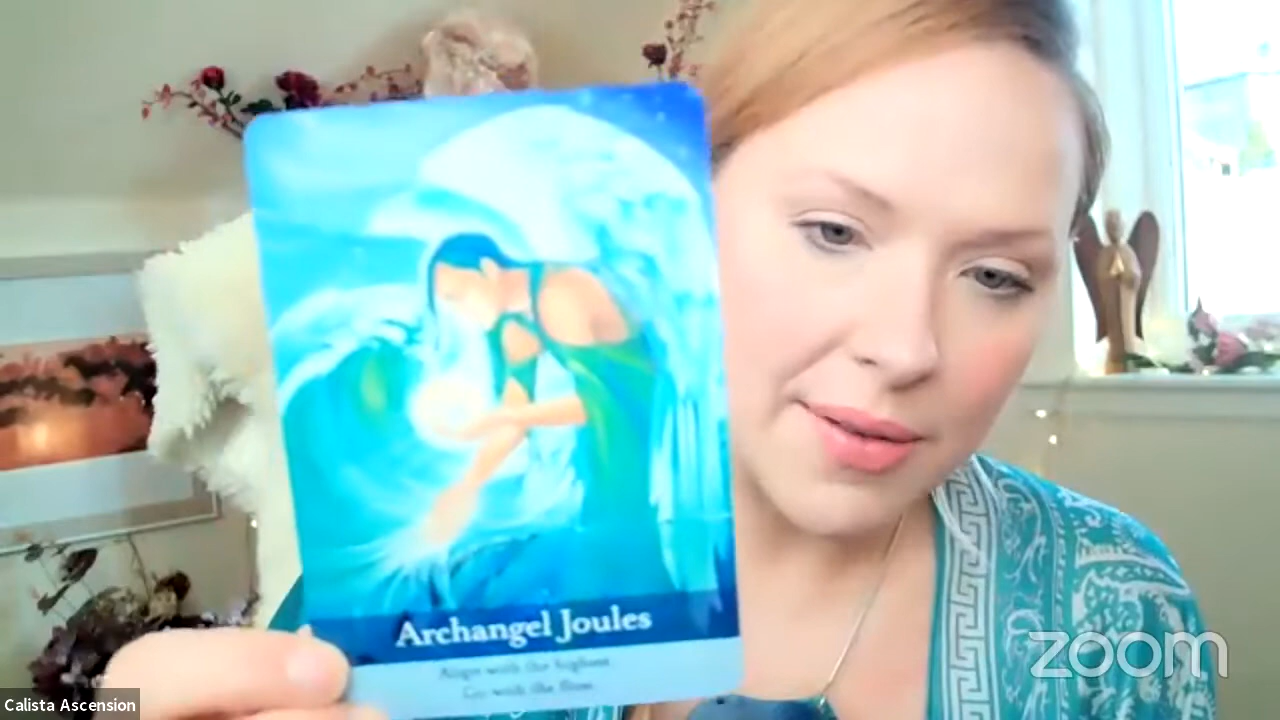 Archangel Joules
Align with the highest
Go with the flow
zoom
Calista Ascension